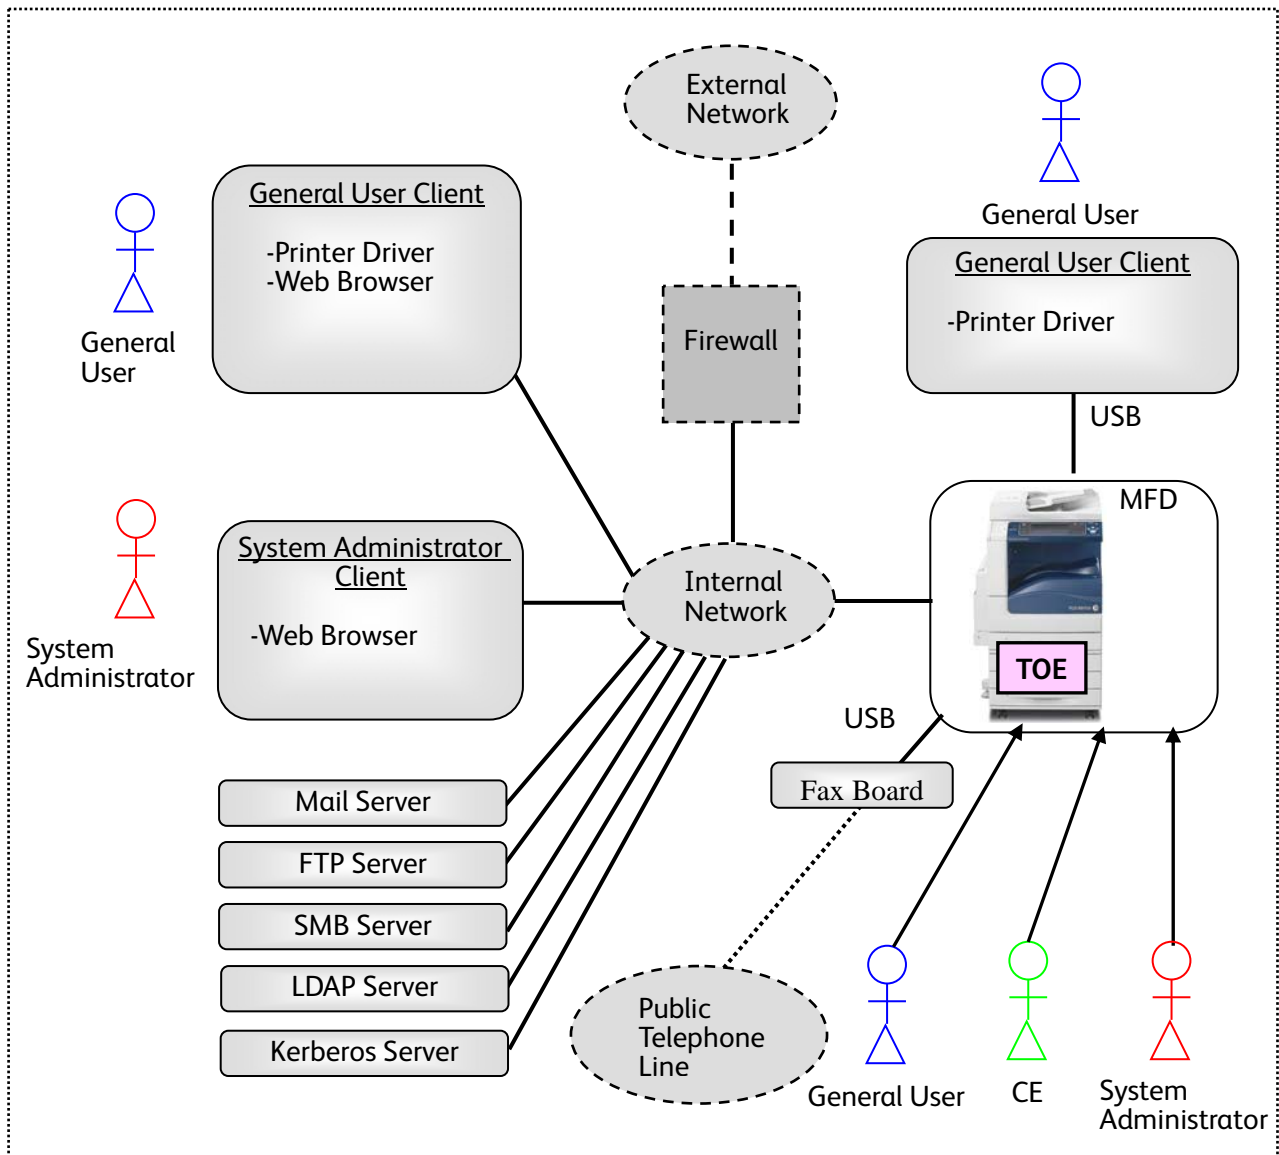 External
Network
General User
General User Client
-Printer Driver
-Web Browser
General
User
Firewall
General User Client
-Printer Driver
USB
MFD
TOE
System Administrator
Client
-Web Browser
System
Administrator
Internal
Network
USB
Fax Board
Mail Server
FTP Server
SMB Server
LDAP Server
Kerberos Server
Public
Telephone
Line
General User
CE
System
Administrator